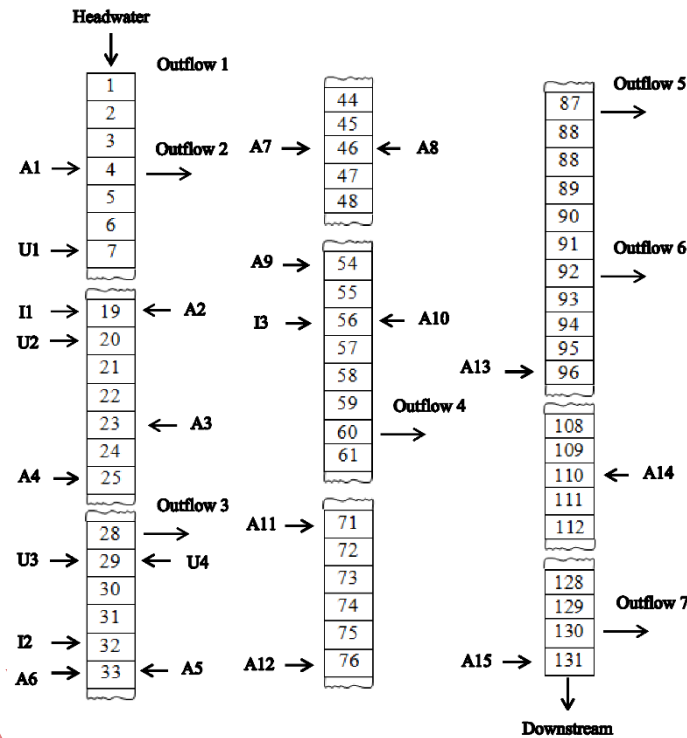 Headwater
Outflow 1
1
2
3
Outflow 2
A1
4
5
6
U1
7
I1
19
A2
U2
20
21
22
23
A3
24
A4
25
Outflow 3
28
U3
29
U4
30
31
I2
32
A6
33
A5
44
45
A7
46
A8
47
48
A9
54
55
I3
56
A10
57
58
59
Outflow 4
60
61
A11
71
72
73
74
75
A12
76
Outflow 5
87
88
88
89
90
91
Outflow 6
92
93
94
95
A13
96
108
109
110
A14
111
112
128
129
Outflow 7
130
A15
131
Downstream